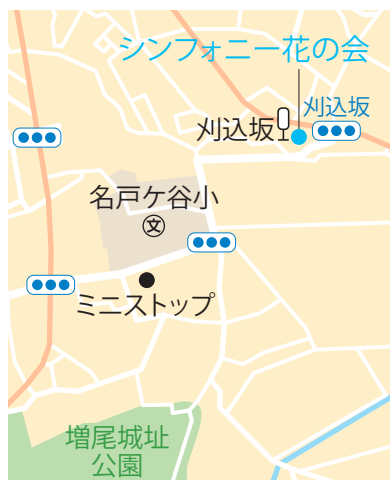 シンフォニー花の会
刈込坂
刈込坂
名戸ケ谷小
文
ミニストップ
増尾城址
公園